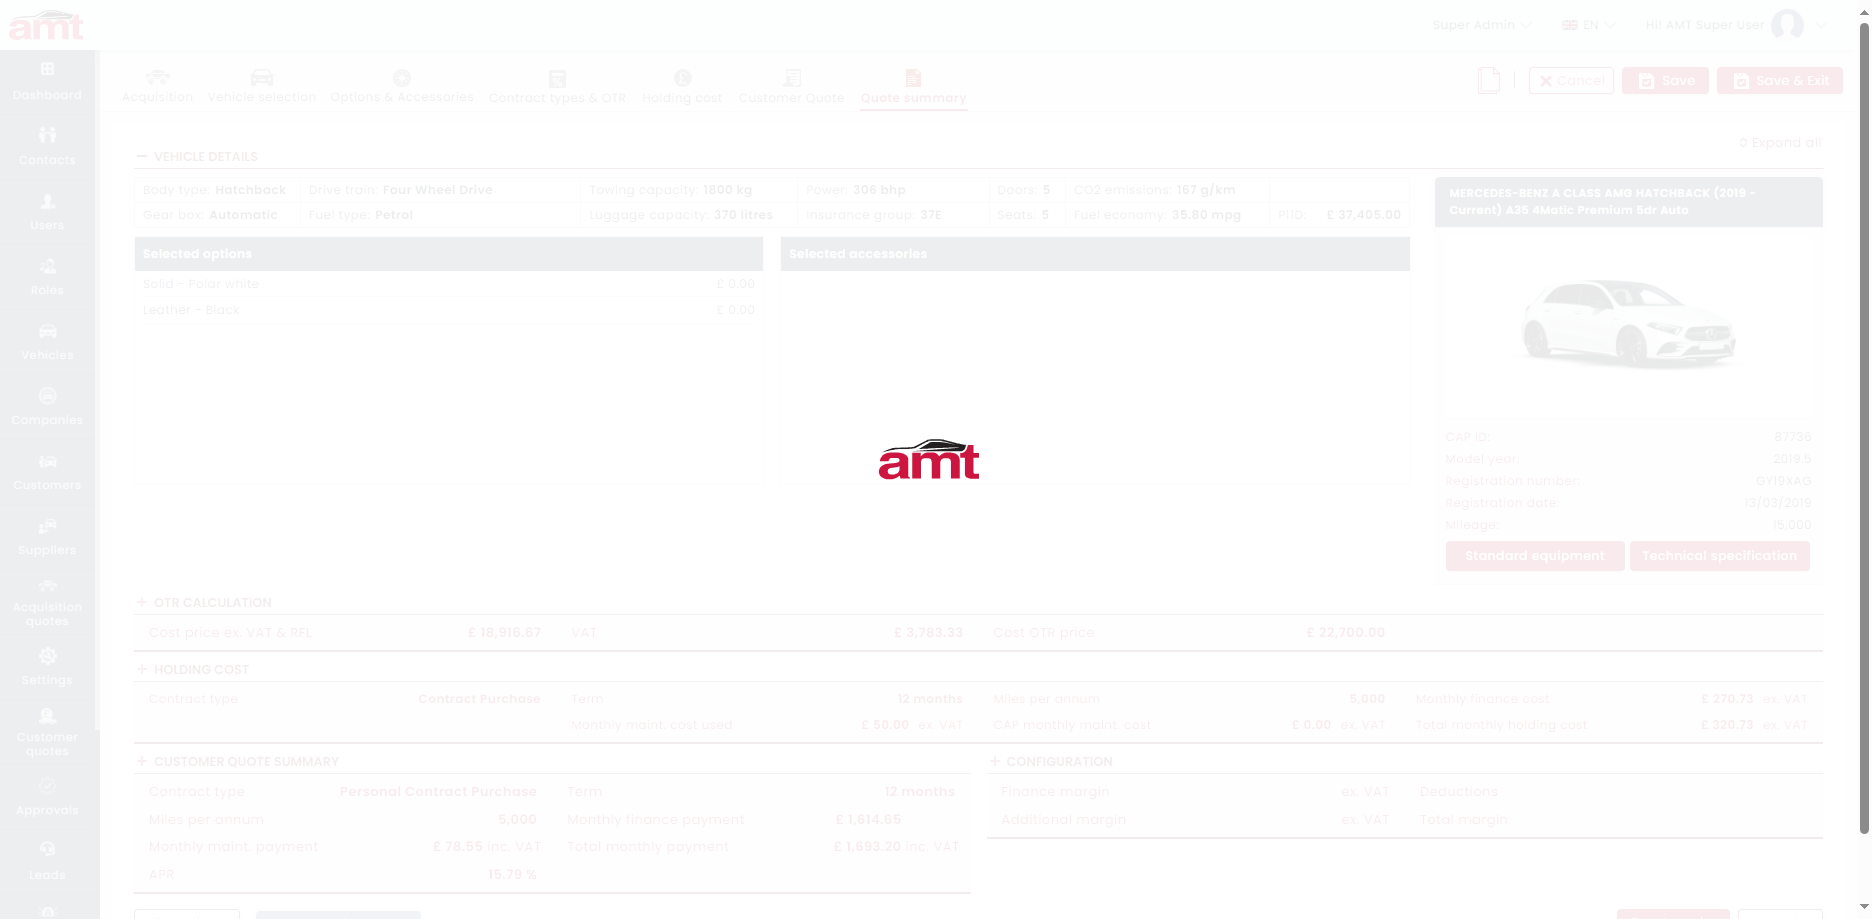 amt
Super Admin
EN
Hi! AMT Super User
Dashboard
Contacts
Users
Roles
Vehicles
Companies
Customers
Suppliers
Acquisition
quotes
Settings
Customer
quotes
Approvals
Leads
Acquisition
Vehicle selection
Options & Accessories
Contract types & OTR
Holding cost
Customer Quote
Quote summary
Cancel
Save
Save & Exit
Expand all
VEHICLE DETAILS
Body type: Hatchback Drive train: Four Wheel Drive Towing capacity: 1800 kg Power: 306 bhp Doors: 5 CO2 emissions: 167 g/km
Gear box: Automatic Fuel type: Petrol Luggage capacity: 370 litres Insurance group: 37E Seats: 5 Fuel economy: 35.80 mpg P11D: £ 37,405.00
Selected options
Solid - Polar white £ 0.00
Leather - Black £ 0.00
Selected accessories
MERCEDES-BENZ A CLASS AMG HATCHBACK (2019 -
Current) A35 4Matic Premium 5dr Auto
CAP ID: 87736
Model year: 2019.5
Registration number: GY19XAG
Registration date: 13/03/2019
Mileage: 15,000
Standard equipment
Technical specification
amt
OTR CALCULATION
Cost price ex. VAT & RFL £ 18,916.67 VAT £ 3,783.33 Cost OTR price £ 22,700.00
HOLDING COST
Contract type Contract Purchase Term 12 months Miles per annum 5,000 Monthly finance cost £ 270.73 ex. VAT
Monthly maint. cost used £ 50.00 ex. VAT CAP monthly maint. cost £ 0.00 ex. VAT Total monthly holding cost £ 320.73 ex. VAT
CUSTOMER QUOTE SUMMARY
Contract type Personal Contract Purchase Term 12 months
Miles per annum 5,000 Monthly finance payment £ 1,614.65
Monthly maint. payment £ 78.55 inc. VAT Total monthly payment £ 1,693.20 inc. VAT
APR 15.79 %
CONFIGURATION
Finance margin ex. VAT Deductions
Additional margin ex. VAT Total margin